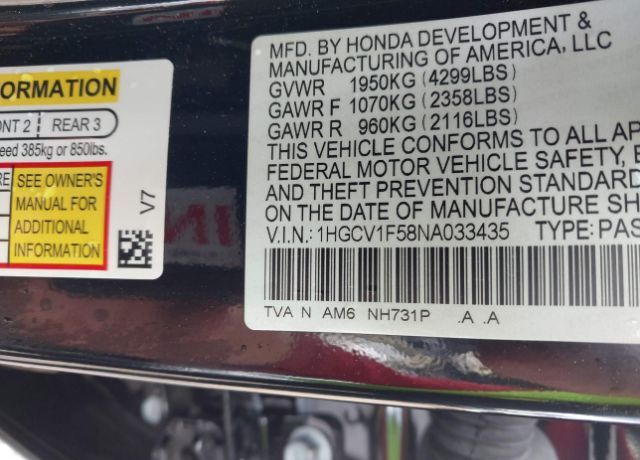 ORMATION
ONT 2 REAR 3
eed 385kg or 850lbs.
RE
SEE OWNER'S
MANUAL FOR
ADDITIONAL
INFORMATION
V7
MFD. BY HONDA DEVELOPMENT &
MANUFACTURING OF AMERICA, LLC
GVWR 1950KG (4299LBS)
GAWR F 1070KG (2358LBS)
GAWR R 960KG (2116LBS)
THIS VEHICLE CONFORMS TO ALL AP
FEDERAL MOTOR VEHICLE SAFETY, B
AND THEFT PREVENTION STANDARD
ON THE DATE OF MANUFACTURE SH
V.I.N.: 1HGCV1F58NA033435 TYPE: PAS
TVA N AM6 NH731P .A .A